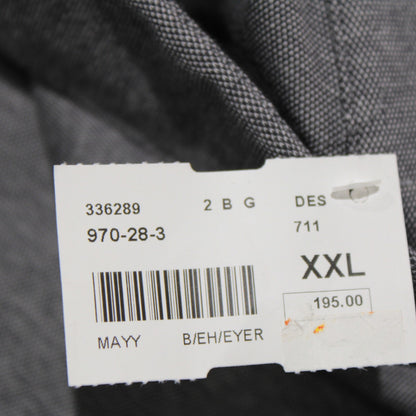 336289 2 B G DES
970-28-3 711
XXL
195.00
MAYY B/EH/EYER